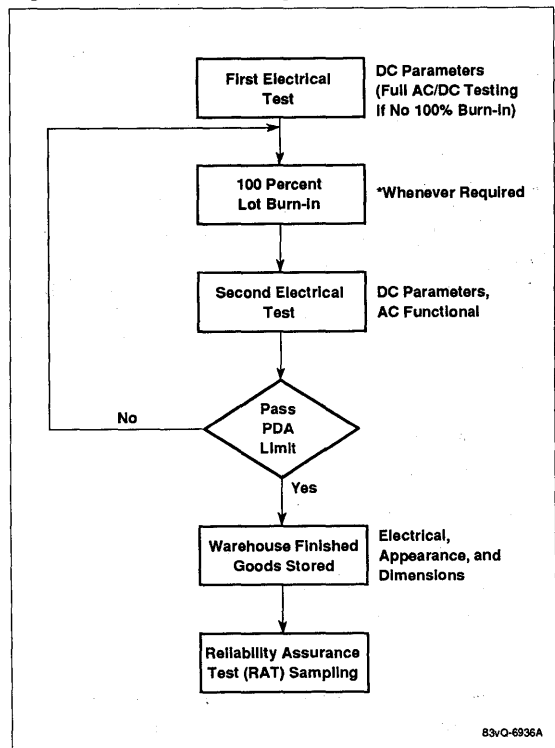 First Electrical
Test
DC Parameters
(Full AC/DC Testing
If No 100% Burn-in)
100 Percent
Lot Burn-in
*Whenever Required
Second Electrical
Test
DC Parameters,
AC Functional
Pass
PDA
Limit
No
Yes
Warehouse Finished
Goods Stored
Electrical,
Appearance, and
Dimensions
Reliability Assurance
Test (RAT) Sampling
83vQ-6936A